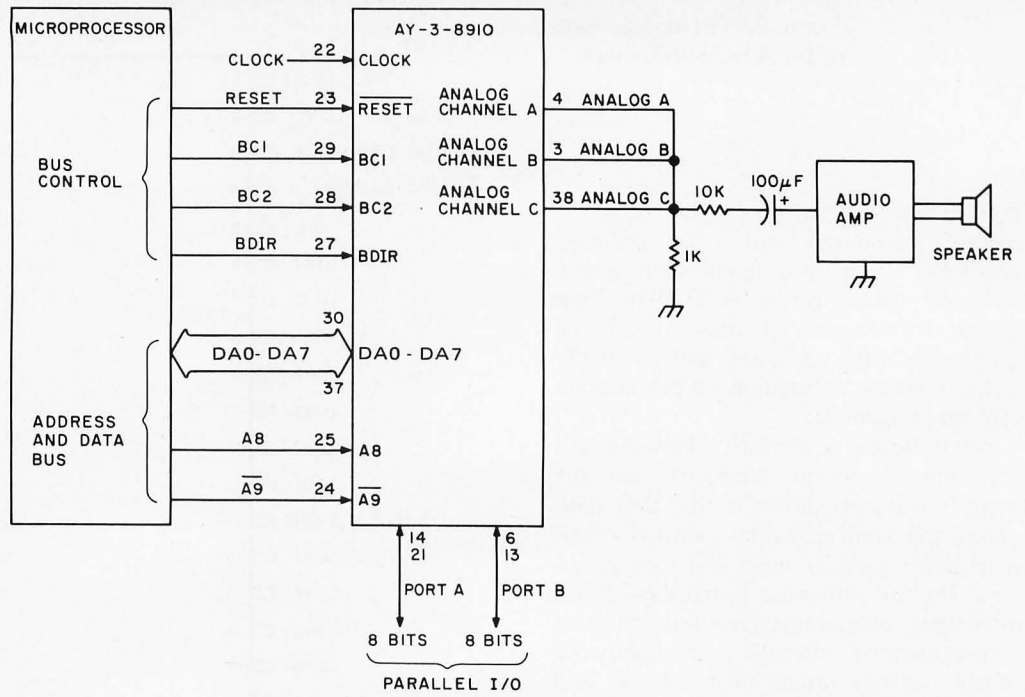 MICROPROCESSOR
AY-3-8910
CLOCK 22 CLOCK
RESET 23 RESET
BC1 29 BC1
BC2 28 BC2
BDIR 27 BDIR
BUS
CONTROL
30
DA0-DA7 DA0-DA7
37
ADDRESS
AND DATA
BUS
A8 25 A8
A9 24 A9
ANALOG
CHANNEL A
4 ANALOG A
ANALOG
CHANNEL B
3 ANALOG B
ANALOG
CHANNEL C
38 ANALOG C
10K
100µF
+
1K
AUDIO
AMP
SPEAKER
14
21
PORT A
6
13
PORT B
8 BITS 8 BITS
PARALLEL I/O